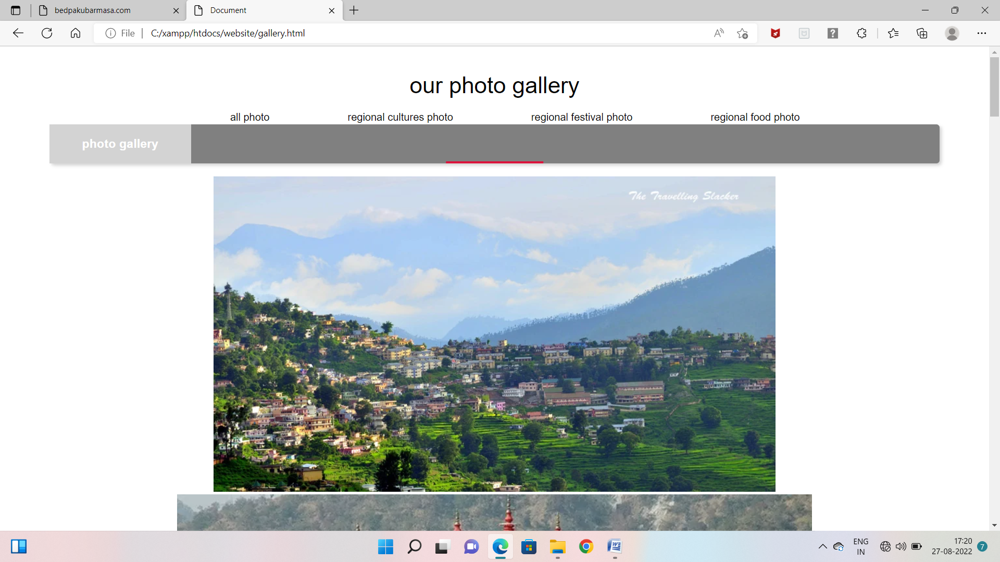 bedpakubarmasa.com
Document
File
C:/xampp/htdocs/website/gallery.html
our photo gallery
all photo
regional cultures photo
regional festival photo
regional food photo
photo gallery
The Travelling Slacker
ENG
IN
17:20
27-08-2022
7